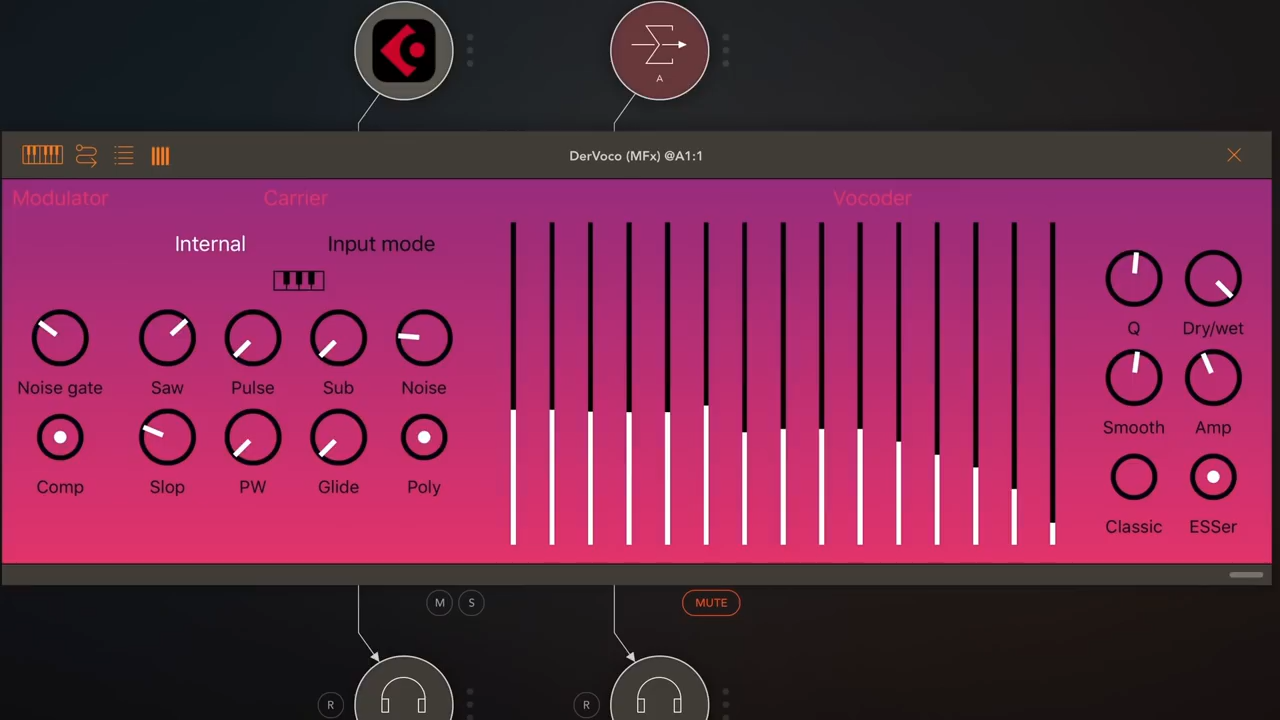 A
DerVoco (MFx) @A1:1
Modulator Carrier Vocoder
Internal Input mode
Noise gate Saw Pulse Sub Noise
Comp Slop PW Glide Poly
Q Dry/wet
Smooth Amp
Classic ESSer
M S MUTE
R R